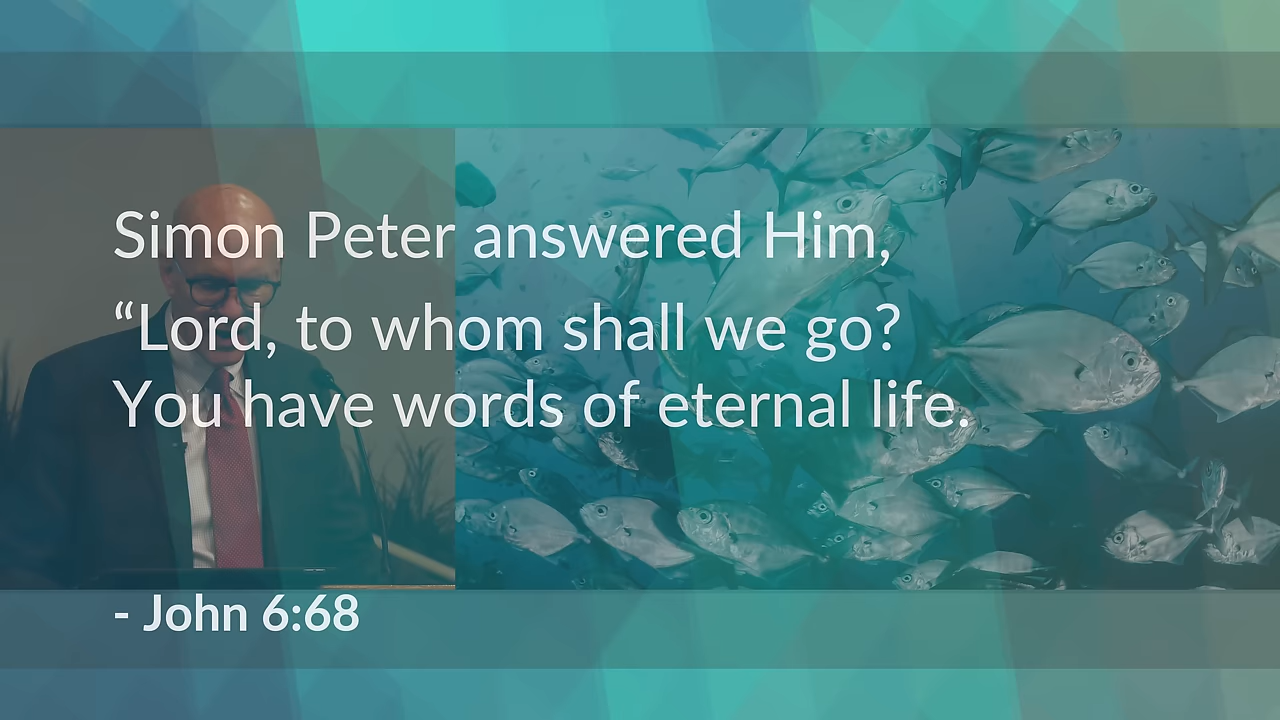 Simon Peter answered Him,
“Lord, to whom shall we go?
You have words of eternal life.
- John 6:68